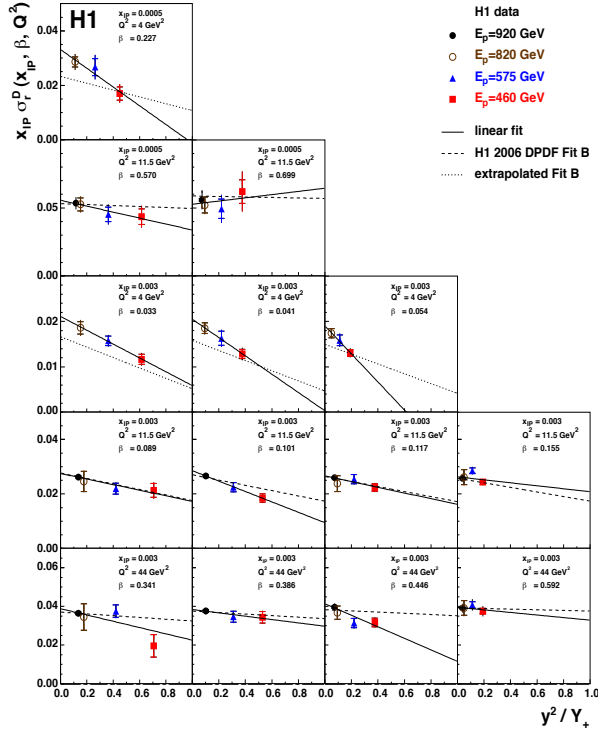 H1
x_IP = 0.0005
Q² = 4 GeV²
β = 0.227
H1 data
E_p=920 GeV
E_p=820 GeV
E_p=575 GeV
E_p=460 GeV
linear fit
H1 2006 DPDF Fit B
extrapolated Fit B
x_IP σ_r^D (x_IP, β, Q²)
0.04
0.02
0.00
x_IP = 0.0005
Q² = 11.5 GeV²
β = 0.570
x_IP = 0.0005
Q² = 11.5 GeV²
β = 0.699
0.05
0.00
x_IP = 0.003
Q² = 4 GeV²
β = 0.033
x_IP = 0.003
Q² = 4 GeV²
β = 0.041
x_IP = 0.003
Q² = 4 GeV²
β = 0.054
0.02
0.01
0.00
x_IP = 0.003
Q² = 11.5 GeV²
β = 0.089
x_IP = 0.003
Q² = 11.5 GeV²
β = 0.101
x_IP = 0.003
Q² = 11.5 GeV²
β = 0.117
x_IP = 0.003
Q² = 11.5 GeV²
β = 0.155
0.04
0.02
0.00
x_IP = 0.003
Q² = 44 GeV²
β = 0.341
x_IP = 0.003
Q² = 44 GeV²
β = 0.386
x_IP = 0.003
Q² = 44 GeV²
β = 0.446
x_IP = 0.003
Q² = 44 GeV²
β = 0.592
0.06
0.04
0.02
0.00
0.0 0.2 0.4 0.6 0.8 0.0 0.2 0.4 0.6 0.8 0.0 0.2 0.4 0.6 0.8 0.0 0.2 0.4 0.6 0.8 1.0
y² / Y₊